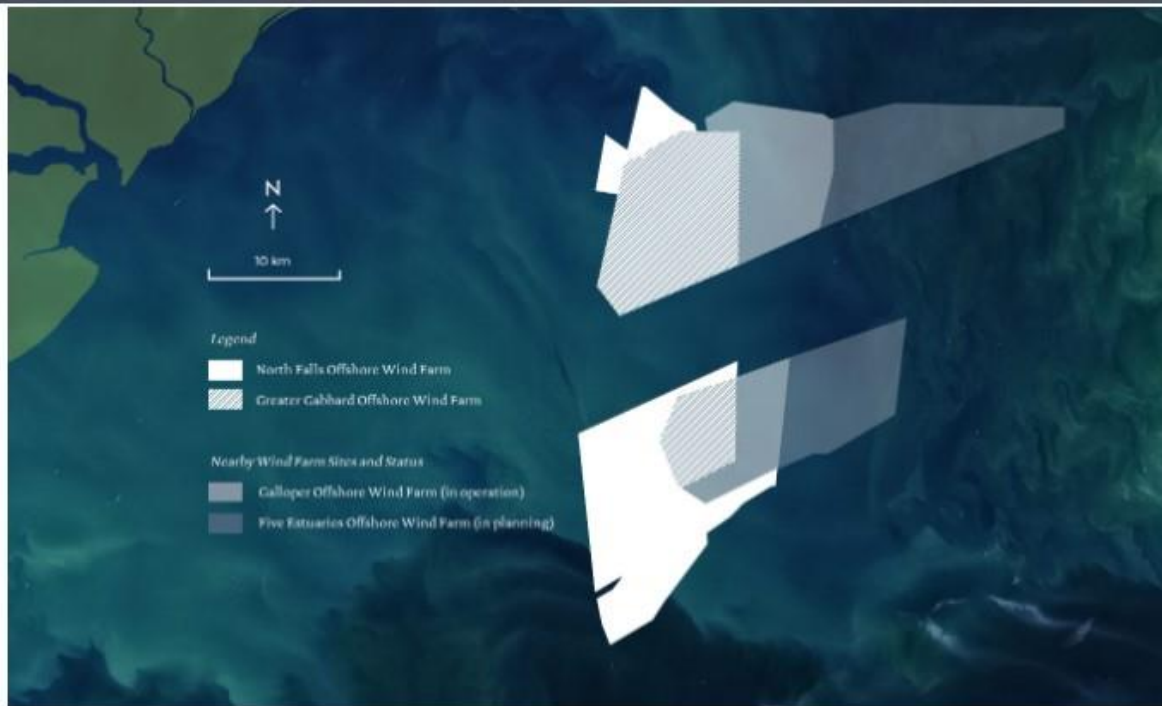 N
10 km
Legend
North Falls Offshore Wind Farm
Greater Gabbard Offshore Wind Farm
Nearby Wind Farm Sites and Status
Galloper Offshore Wind Farm (in operation)
Five Estuaries Offshore Wind Farm (in planning)